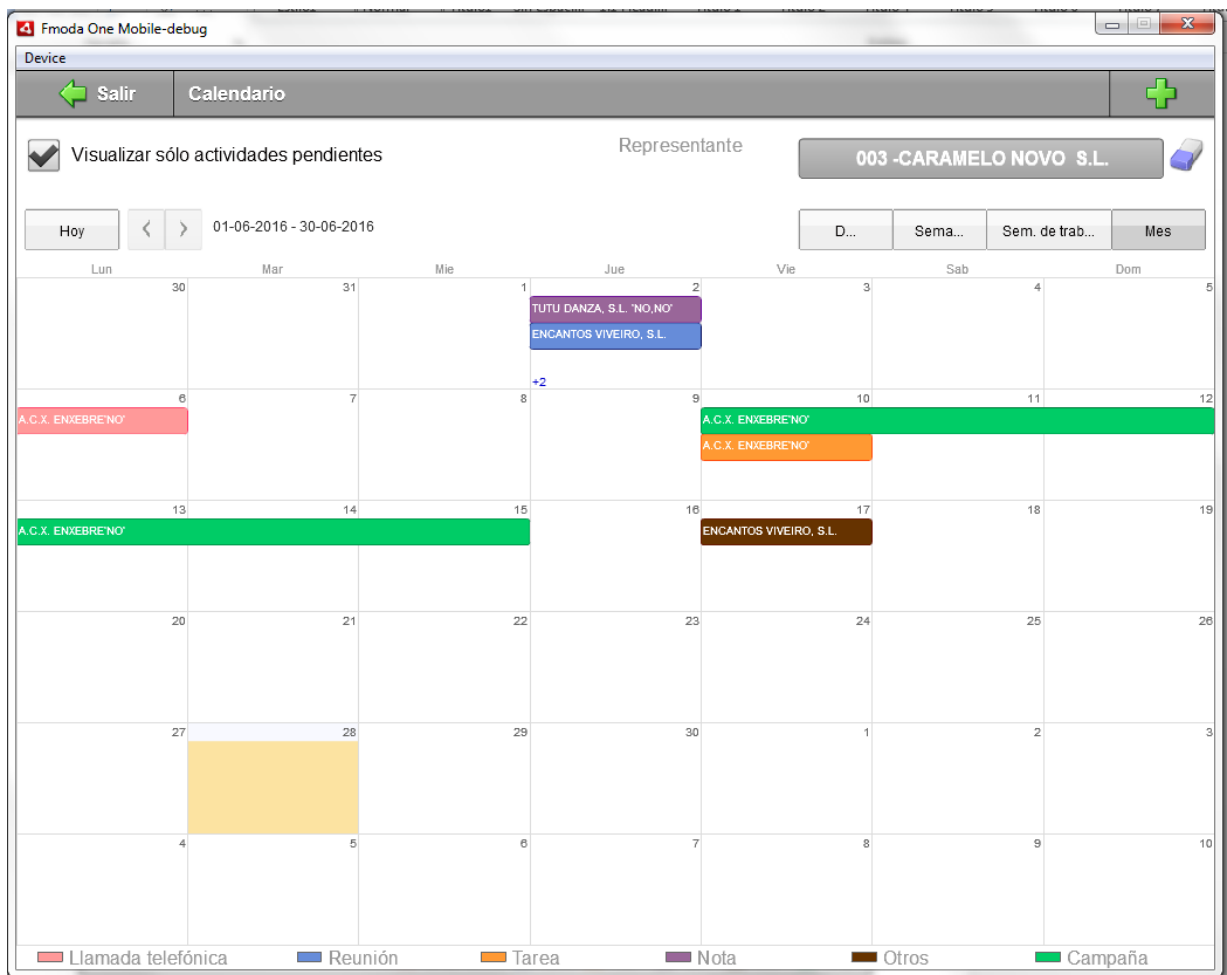 Fmoda One Mobile-debug
Device
Salir Calendario
Visualizar sólo actividades pendientes Representante 003 -CARAMELO NOVO S.L.
Hoy 01-06-2016 - 30-06-2016 D... Sema... Sem. de trab... Mes
Lun Mar Mie Jue Vie Sab Dom
30 31 1 2 3 4 5
TUTU DANZA, S.L. 'NO,NO'
ENCANTOS VIVEIRO, S.L.
+2
6 7 8 9 10 11 12
A.C.X. ENXEBRE'NO' A.C.X. ENXEBRE'NO'
A.C.X. ENXEBRE'NO'
13 14 15 16 17 18 19
A.C.X. ENXEBRE'NO' ENCANTOS VIVEIRO, S.L.
20 21 22 23 24 25 26
27 28 29 30 1 2 3
4 5 6 7 8 9 10
Llamada telefónica Reunión Tarea Nota Otros Campaña